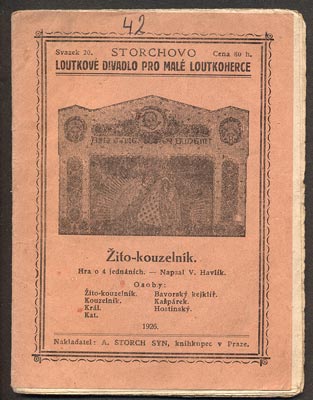 42
Svazek 20. STORCHOVO Cena 80 h.
LOUTKOVÉ DIVADLO PRO MALÉ LOUTKOHERCE
Žito-kouzelník.
Hra o 4 jednáních. — Napsal V. Havlík.
Osoby:
Žito-kouzelník. Bavorský kejklíř.
Kouzelník. Kašpárek.
Král. Hostinský.
Kat.
1926.
Nakladatel: A. STORCH SYN, knihkupec v Praze.